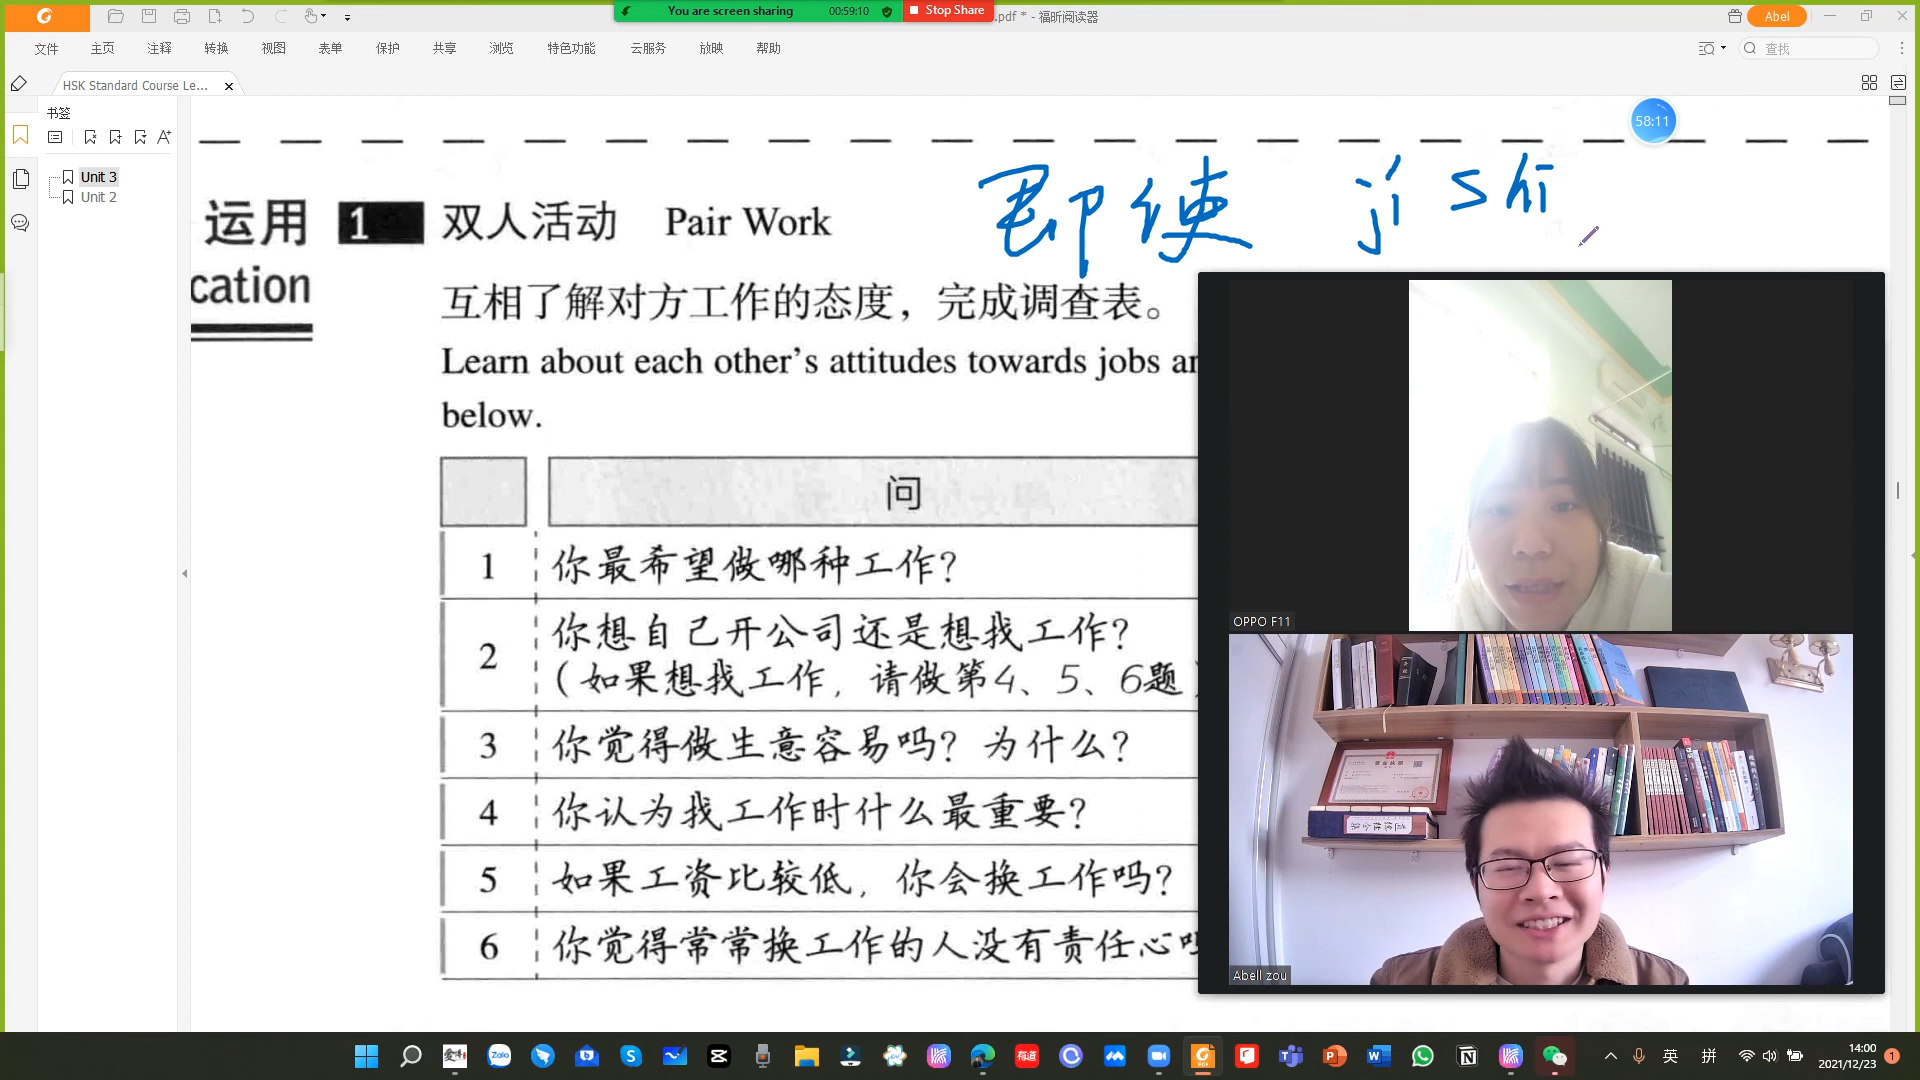 You are screen sharing
00:59:10
Stop Share
.pdf * - 福昕阅读器
Abel
文件 主页 注释 转换 视图 表单 保护 共享 浏览 特色功能 云服务 放映 帮助
查找
HSK Standard Course Le...
书签
Unit 3
Unit 2
58:11
即使 jí shǐ
运用 1 双人活动 Pair Work
cation
互相了解对方工作的态度，完成调查表。
Learn about each other's attitudes towards jobs
below.
问
1 你最希望做哪种工作？
2 你想自己开公司还是想找工作？
（如果想找工作，请做第4、5、6题）
3 你觉得做生意容易吗？为什么？
4 你认为找工作时什么最重要？
5 如果工资比较低，你会换工作吗？
6 你觉得常常换工作的人没有责任心
OPPO F11
Abell zou
Zalo
有道
英 拼
14:00
2021/12/23
1